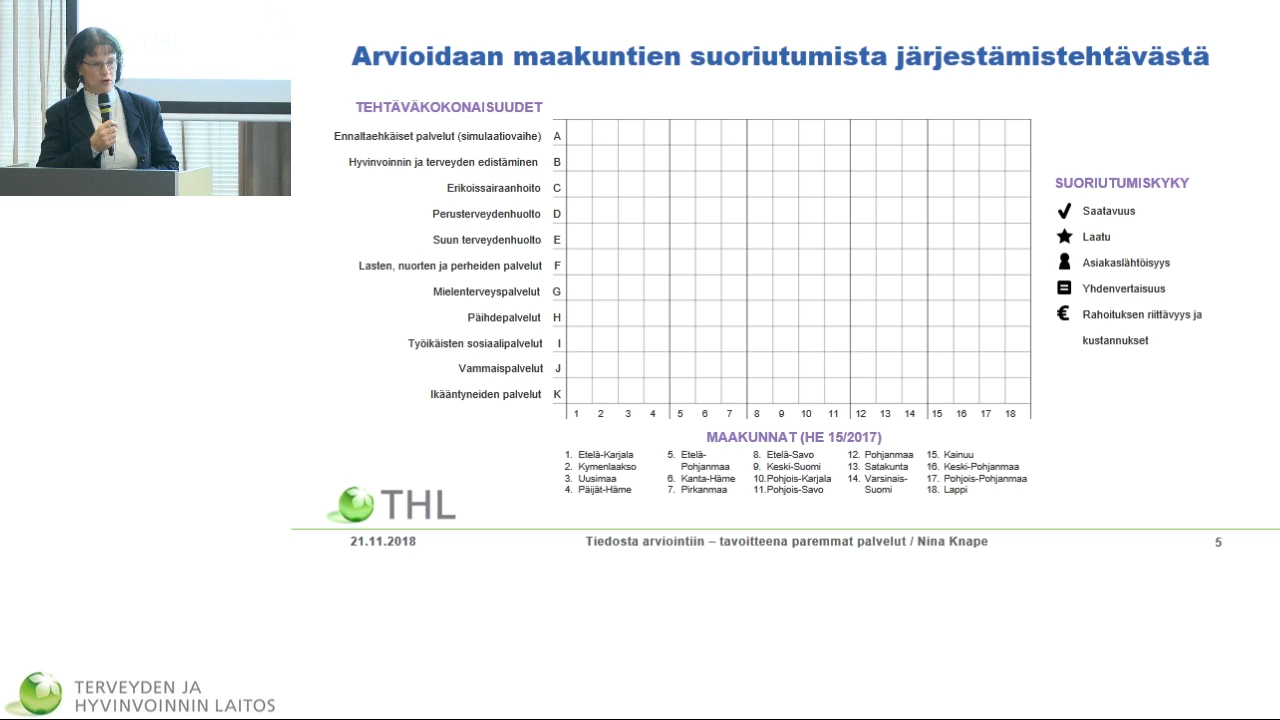 Arvioidaan maakuntien suoriutumista järjestämistehtävästä
TEHTÄVÄKOKONAISUUDET
Ennaltaehkäiset palvelut (simulaatiovaihe) A
Hyvinvoinnin ja terveyden edistäminen B
Erikoissairaanhoito C
Perusterveydenhuolto D
Suun terveydenhuolto E
Lasten, nuorten ja perheiden palvelut F
Mielenterveyspalvelut G
Päihdepalvelut H
Työikäisten sosiaalipalvelut I
Vammaispalvelut J
Ikääntyneiden palvelut K
1 2 3 4 5 6 7 8 9 10 11 12 13 14 15 16 17 18
SUORIUTUMISKYKY
Saatavuus
Laatu
Asiakaslähtöisyys
Yhdenvertaisuus
€ Rahoituksen riittävyys ja
kustannukset
MAAKUNNAT (HE 15/2017)
1. Etelä-Karjala
2. Kymenlaakso
3. Uusimaa
4. Päijät-Häme
5. Etelä-
Pohjanmaa
6. Kanta-Häme
7. Pirkanmaa
8. Etelä-Savo
9. Keski-Suomi
10.Pohjois-Karjala
11.Pohjois-Savo
12. Pohjanmaa
13. Satakunta
14. Varsinais-
Suomi
15. Kainuu
16. Keski-Pohjanmaa
17. Pohjois-Pohjanmaa
18. Lappi
THL
21.11.2018
Tiedosta arviointiin – tavoitteena paremmat palvelut / Nina Knape
5
TERVEYDEN JA
HYVINVOINNIN LAITOS